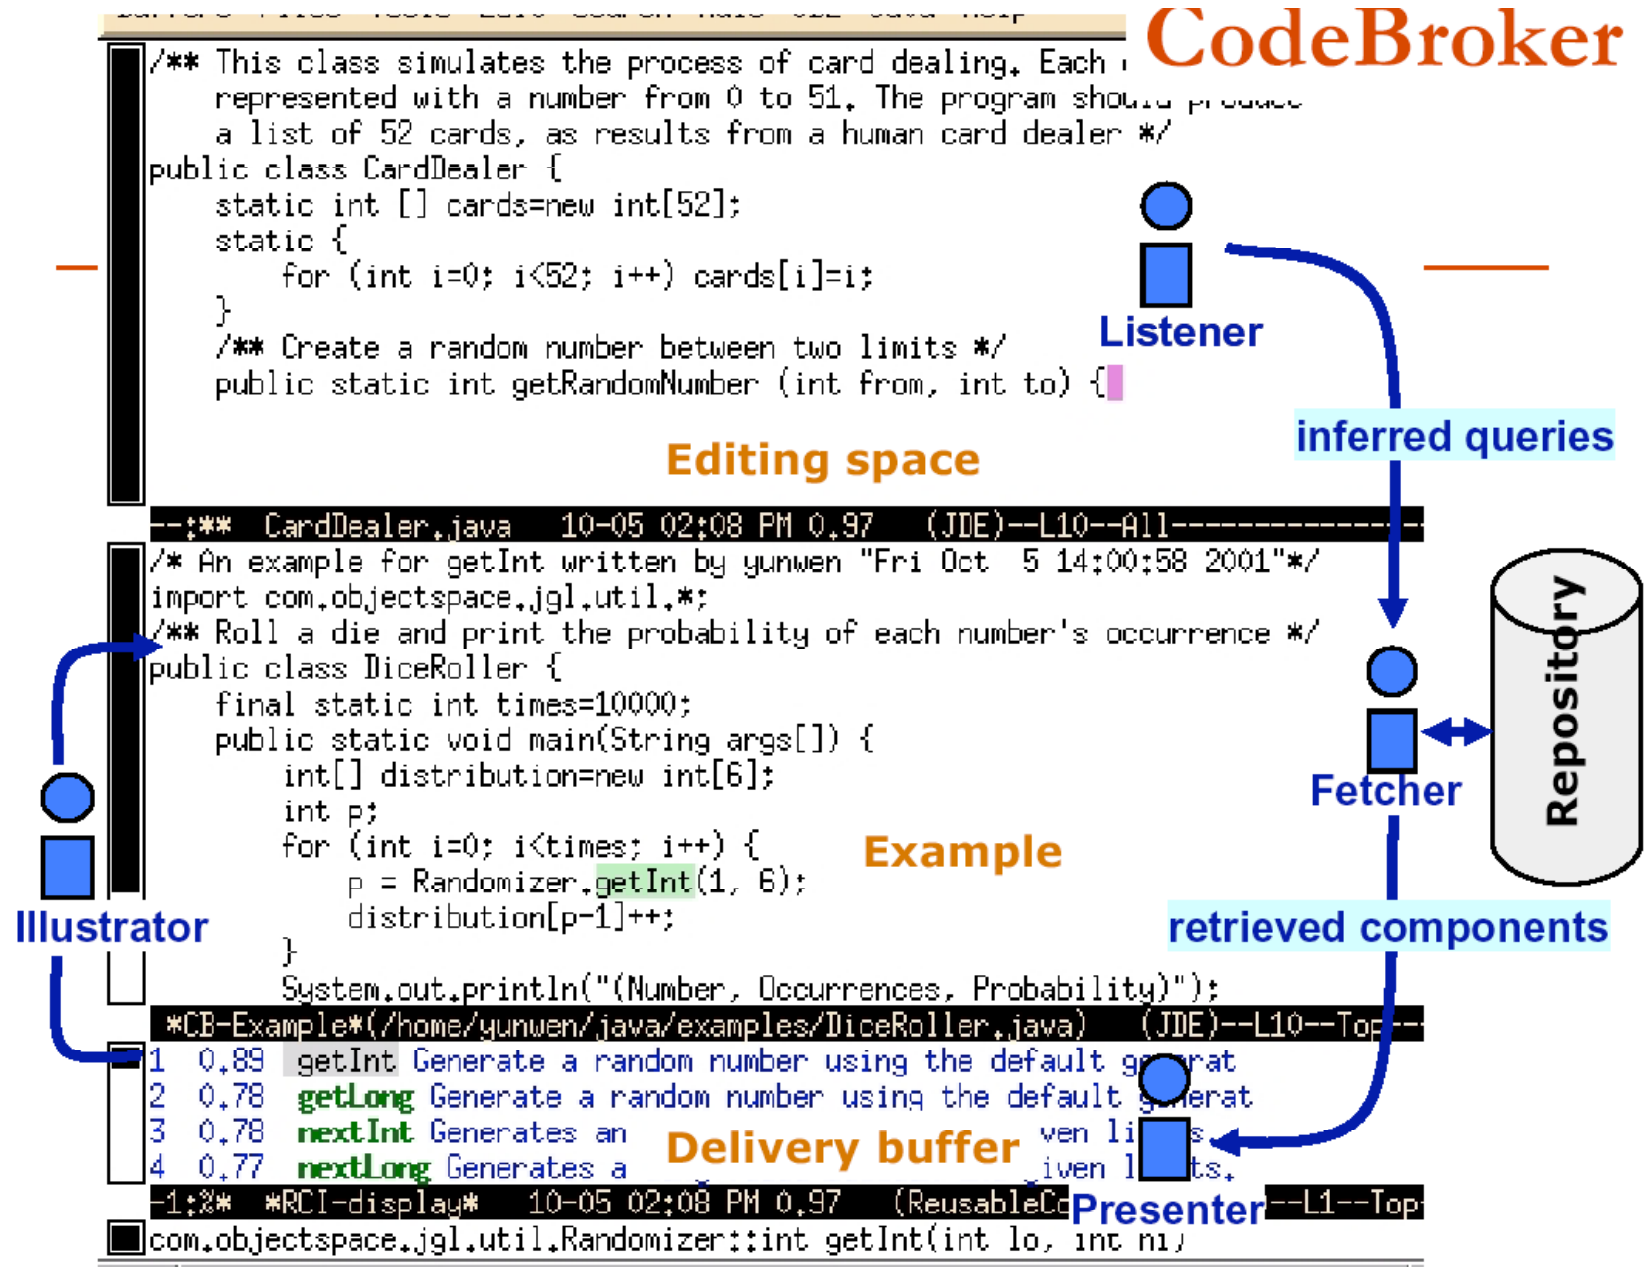 CodeBroker
/** This class simulates the process of card dealing. Each
represented with a number from 0 to 51. The program should produce
a list of 52 cards, as results from a human card dealer */
public class CardDealer {
static int [] cards=new int[52];
static {
for (int i=0; i<52; i++) cards[i]=i;
}
/** Create a random number between two limits */
public static int getRandomNumber (int from, int to) {
Listener
inferred queries
Editing space
--:** CardDealer.java 10-05 02:08 PM 0.97 (JDE)--L10--All----------------
/* An example for getInt written by yunwen "Fri Oct 5 14:00:58 2001"*/
import com.objectspace.jgl.util.*;
/** Roll a die and print the probability of each number's occurrence */
public class DiceRoller {
final static int times=10000;
public static void main(String args[]) {
int[] distribution=new int[6];
int p;
for (int i=0; i<times; i++) {
p = Randomizer.getInt(1, 6);
distribution[p-1]++;
}
System.out.println("(Number, Occurrences, Probability)");
Example
Repository
Fetcher
Illustrator
retrieved components
*CB-Example*(/home/yunwen/java/examples/DiceRoller.java) (JDE)--L10--Top---
1 0.89 getInt Generate a random number using the default generat
2 0.78 getLong Generate a random number using the default generat
3 0.78 nextInt Generates an
4 0.77 nextLong Generates a
Delivery buffer
Presenter
-1:%* *RCI-display* 10-05 02:08 PM 0.97 --L1--Top-
com.objectspace.jgl.util.Randomizer::int getInt(int lo, int hi)